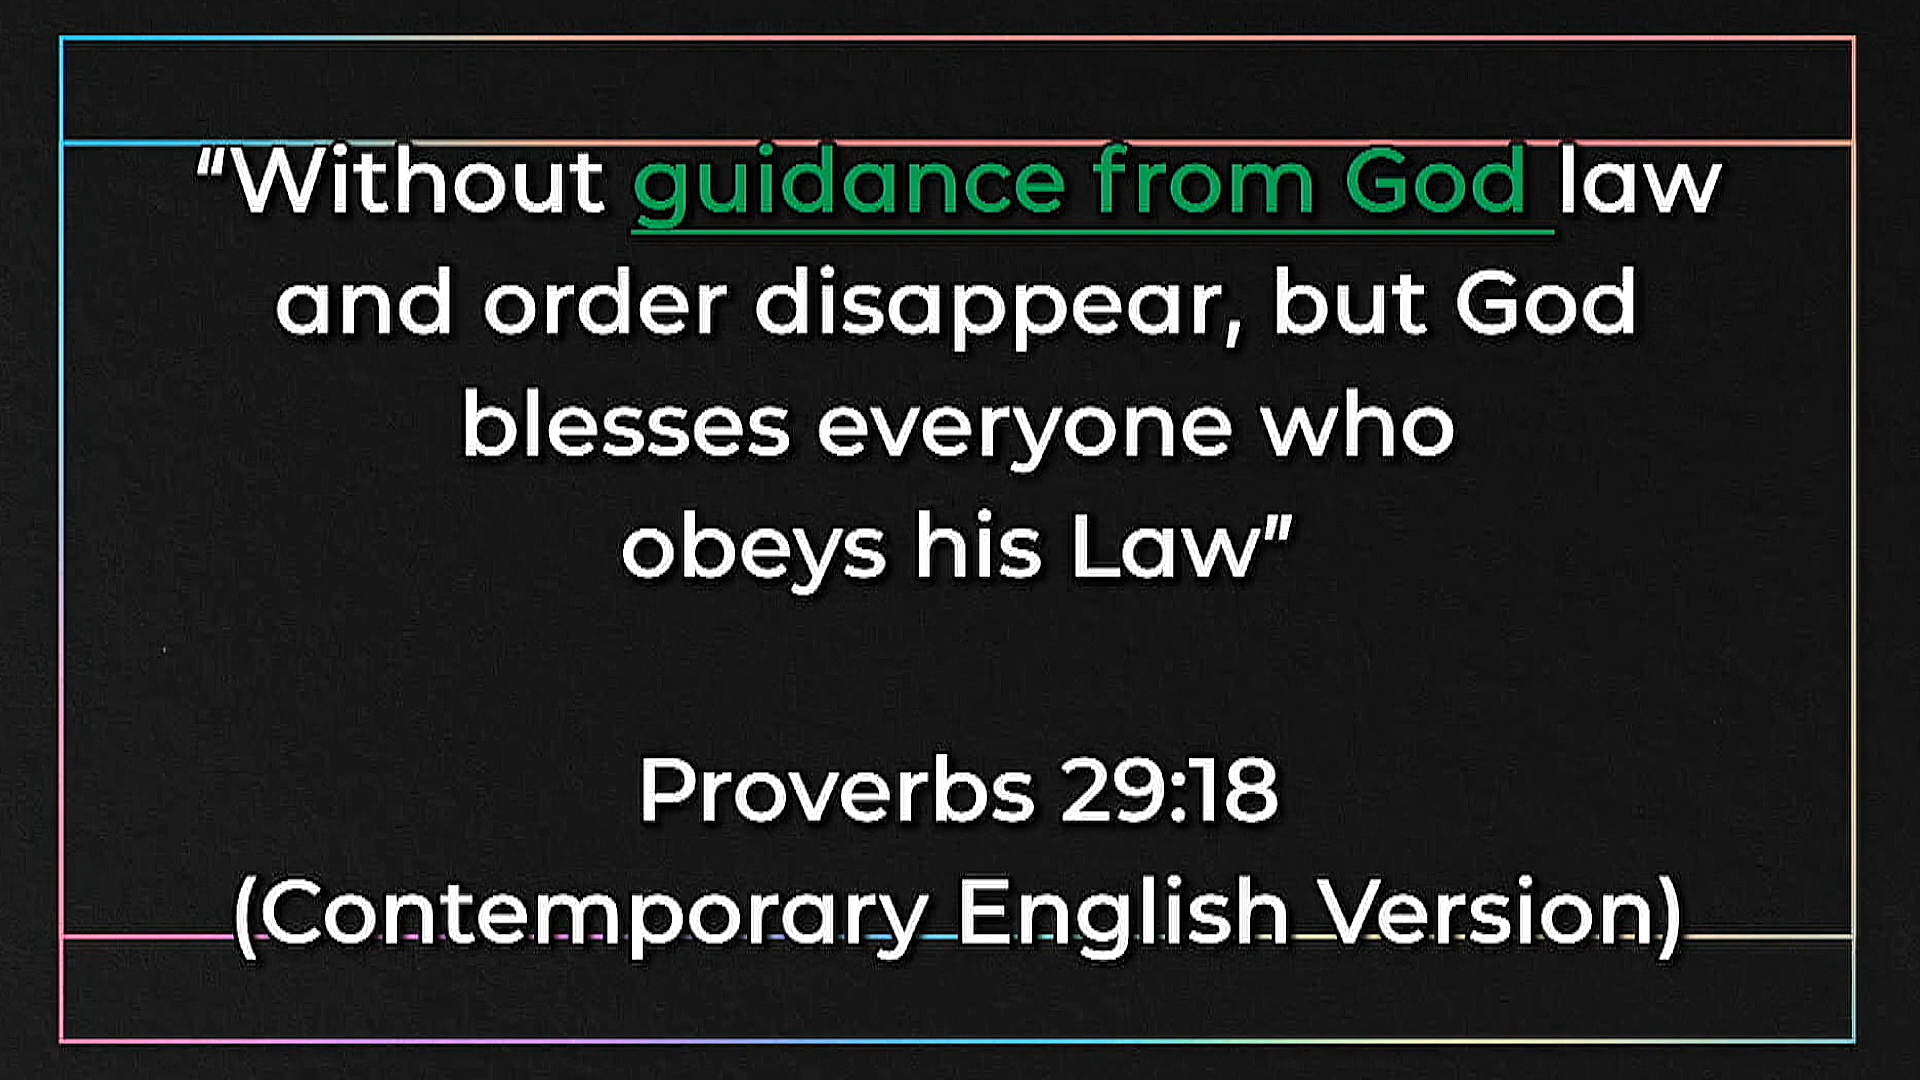 “Without guidance from God law
and order disappear, but God
blesses everyone who
obeys his Law”
Proverbs 29:18
(Contemporary English Version)